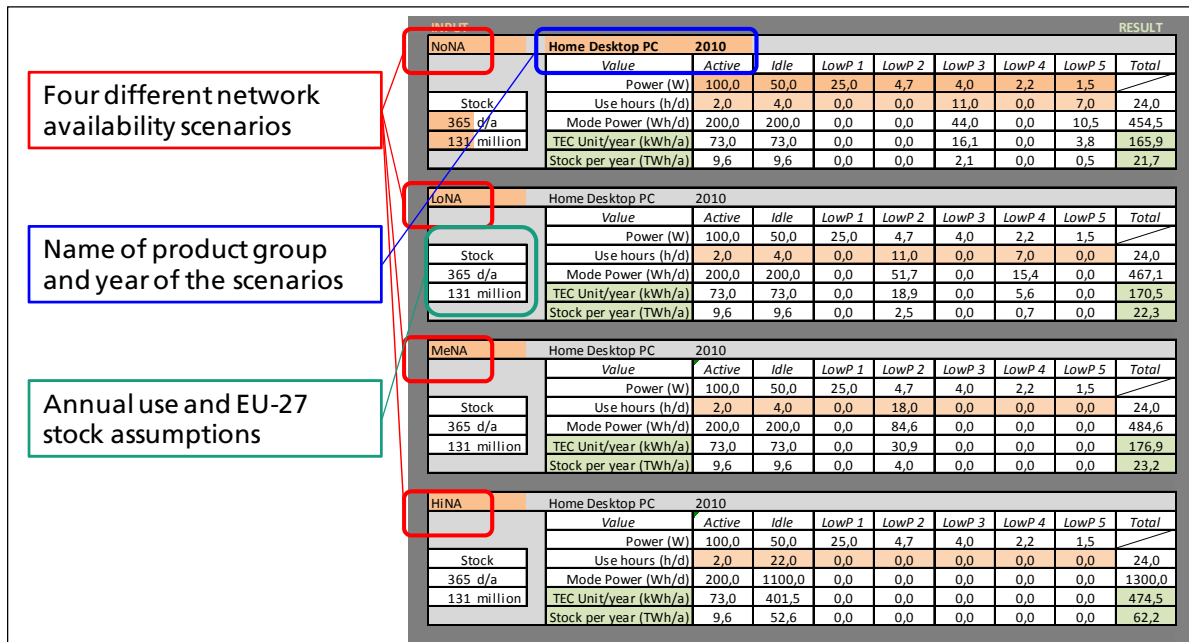 INPUT RESULT
NoNA Home Desktop PC 2010
Value Active Idle LowP 1 LowP 2 LowP 3 LowP 4 LowP 5 Total
Power (W) 100,0 50,0 25,0 4,7 4,0 2,2 1,5
Stock Use hours (h/d) 2,0 4,0 0,0 0,0 11,0 0,0 7,0 24,0
365 d/a Mode Power (Wh/d) 200,0 200,0 0,0 0,0 44,0 0,0 10,5 454,5
131 million TEC Unit/year (kWh/a) 73,0 73,0 0,0 0,0 16,1 0,0 3,8 165,9
Stock per year (TWh/a) 9,6 9,6 0,0 0,0 2,1 0,0 0,5 21,7
Four different network
availability scenarios
LoNA Home Desktop PC 2010
Value Active Idle LowP 1 LowP 2 LowP 3 LowP 4 LowP 5 Total
Power (W) 100,0 50,0 25,0 4,7 4,0 2,2 1,5
Stock Use hours (h/d) 2,0 4,0 0,0 11,0 0,0 7,0 0,0 24,0
365 d/a Mode Power (Wh/d) 200,0 200,0 0,0 51,7 0,0 15,4 0,0 467,1
131 million TEC Unit/year (kWh/a) 73,0 73,0 0,0 18,9 0,0 5,6 0,0 170,5
Stock per year (TWh/a) 9,6 9,6 0,0 2,5 0,0 0,7 0,0 22,3
Name of product group
and year of the scenarios
MeNA Home Desktop PC 2010
Value Active Idle LowP 1 LowP 2 LowP 3 LowP 4 LowP 5 Total
Power (W) 100,0 50,0 25,0 4,7 4,0 2,2 1,5
Stock Use hours (h/d) 2,0 4,0 0,0 18,0 0,0 0,0 0,0 24,0
365 d/a Mode Power (Wh/d) 200,0 200,0 0,0 84,6 0,0 0,0 0,0 484,6
131 million TEC Unit/year (kWh/a) 73,0 73,0 0,0 30,9 0,0 0,0 0,0 176,9
Stock per year (TWh/a) 9,6 9,6 0,0 4,0 0,0 0,0 0,0 23,2
Annual use and EU-27
stock assumptions
HiNA Home Desktop PC 2010
Value Active Idle LowP 1 LowP 2 LowP 3 LowP 4 LowP 5 Total
Power (W) 100,0 50,0 25,0 4,7 4,0 2,2 1,5
Stock Use hours (h/d) 2,0 22,0 0,0 0,0 0,0 0,0 0,0 24,0
365 d/a Mode Power (Wh/d) 200,0 1100,0 0,0 0,0 0,0 0,0 0,0 1300,0
131 million TEC Unit/year (kWh/a) 73,0 401,5 0,0 0,0 0,0 0,0 0,0 474,5
Stock per year (TWh/a) 9,6 52,6 0,0 0,0 0,0 0,0 0,0 62,2